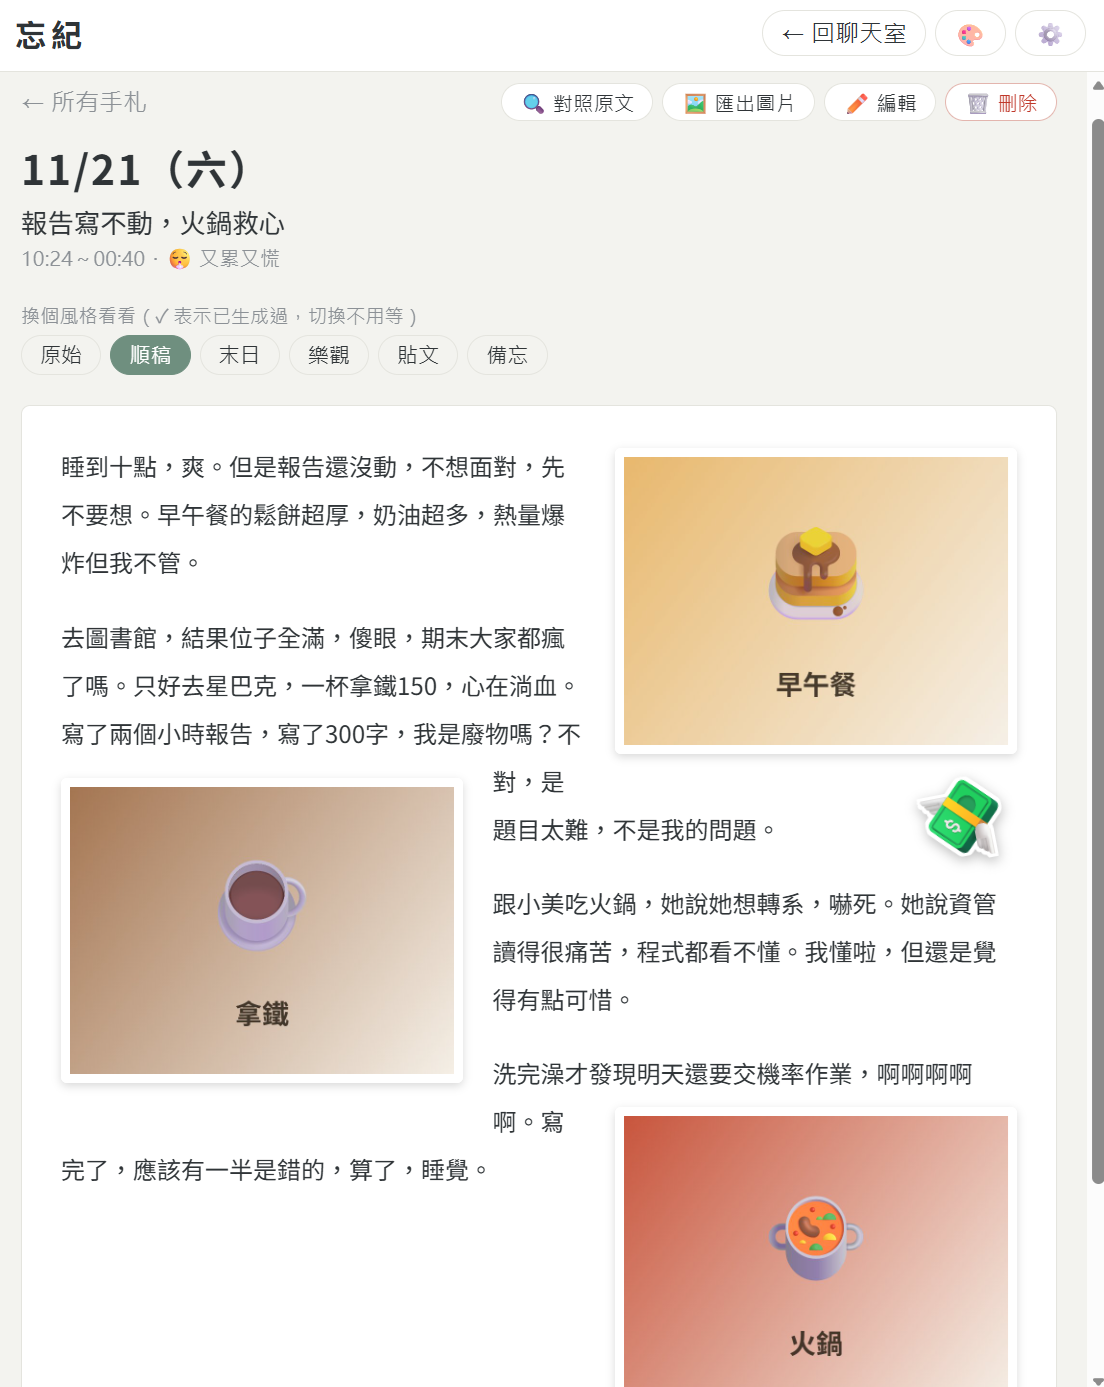 忘紀
← 回聊天室
← 所有手札
對照原文
匯出圖片
編輯
刪除
11/21（六）
報告寫不動，火鍋救心
10:24 ~ 00:40 · 又累又慌
換個風格看看（✓ 表示已生成過，切換不用等）
原始
順稿
末日
樂觀
貼文
備忘
睡到十點，爽。但是報告還沒動，不想面對，先
不要想。早午餐的鬆餅超厚，奶油超多，熱量爆
炸但我不管。
早午餐
去圖書館，結果位子全滿，傻眼，期末大家都瘋
了嗎。只好去星巴克，一杯拿鐵150，心在淌血。
寫了兩個小時報告，寫了300字，我是廢物嗎？不
對，是
題目太難，不是我的問題。
拿鐵
跟小美吃火鍋，她說她想轉系，嚇死。她說資管
讀得很痛苦，程式都看不懂。我懂啦，但還是覺
得有點可惜。
洗完澡才發現明天還要交機率作業，啊啊啊啊
啊。寫
完了，應該有一半是錯的，算了，睡覺。
火鍋